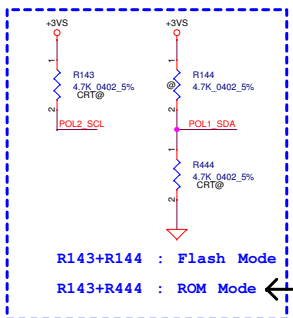 +3VS +3VS
1 1
R143 R144
4.7K_0402_5% @ 4.7K_0402_5%
CRT@
2 2
POL2_SCL POL1_SDA
1
R444
4.7K_0402_5%
CRT@
2
R143+R144 : Flash Mode
R143+R444 : ROM Mode